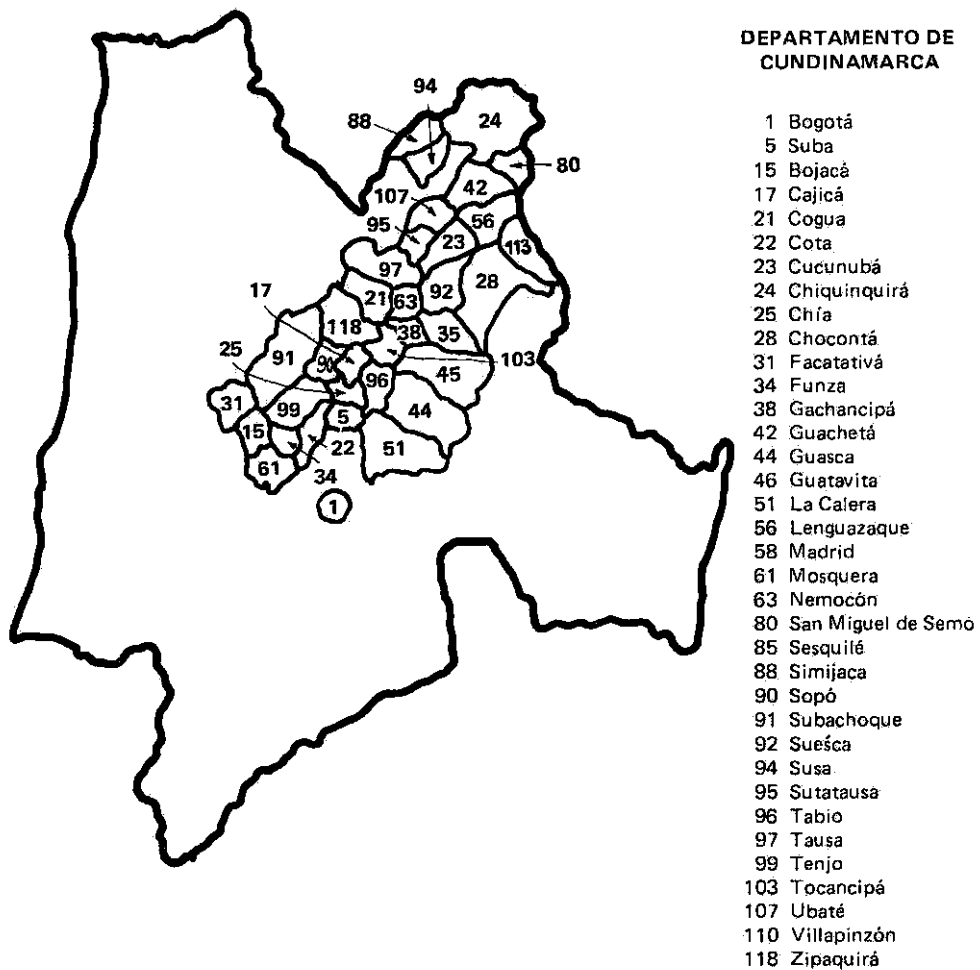 DEPARTAMENTO DE
CUNDINAMARCA
1 Bogotá
5 Suba
15 Bojacá
17 Cajicá
21 Cogua
22 Cota
23 Cucunubá
24 Chiquinquirá
25 Chía
28 Chocontá
31 Facatativá
34 Funza
38 Gachancipá
42 Guachetá
44 Guasca
46 Guatavita
51 La Calera
56 Lenguazaque
58 Madrid
61 Mosquera
63 Nemocón
80 San Miguel de Semo
85 Sesquilé
88 Simijaca
90 Sopó
91 Subachoque
92 Suesca
94 Susa
95 Sutatausa
96 Tabio
97 Tausa
99 Tenjo
103 Tocancipá
107 Ubaté
110 Villapinzón
118 Zipaquirá
94
24
88
80
42
107
56
95
23
113
97
28
17
21
63
92
118
38
35
25
91
90
103
96
45
31
99
44
15
5
51
22
61
34
1